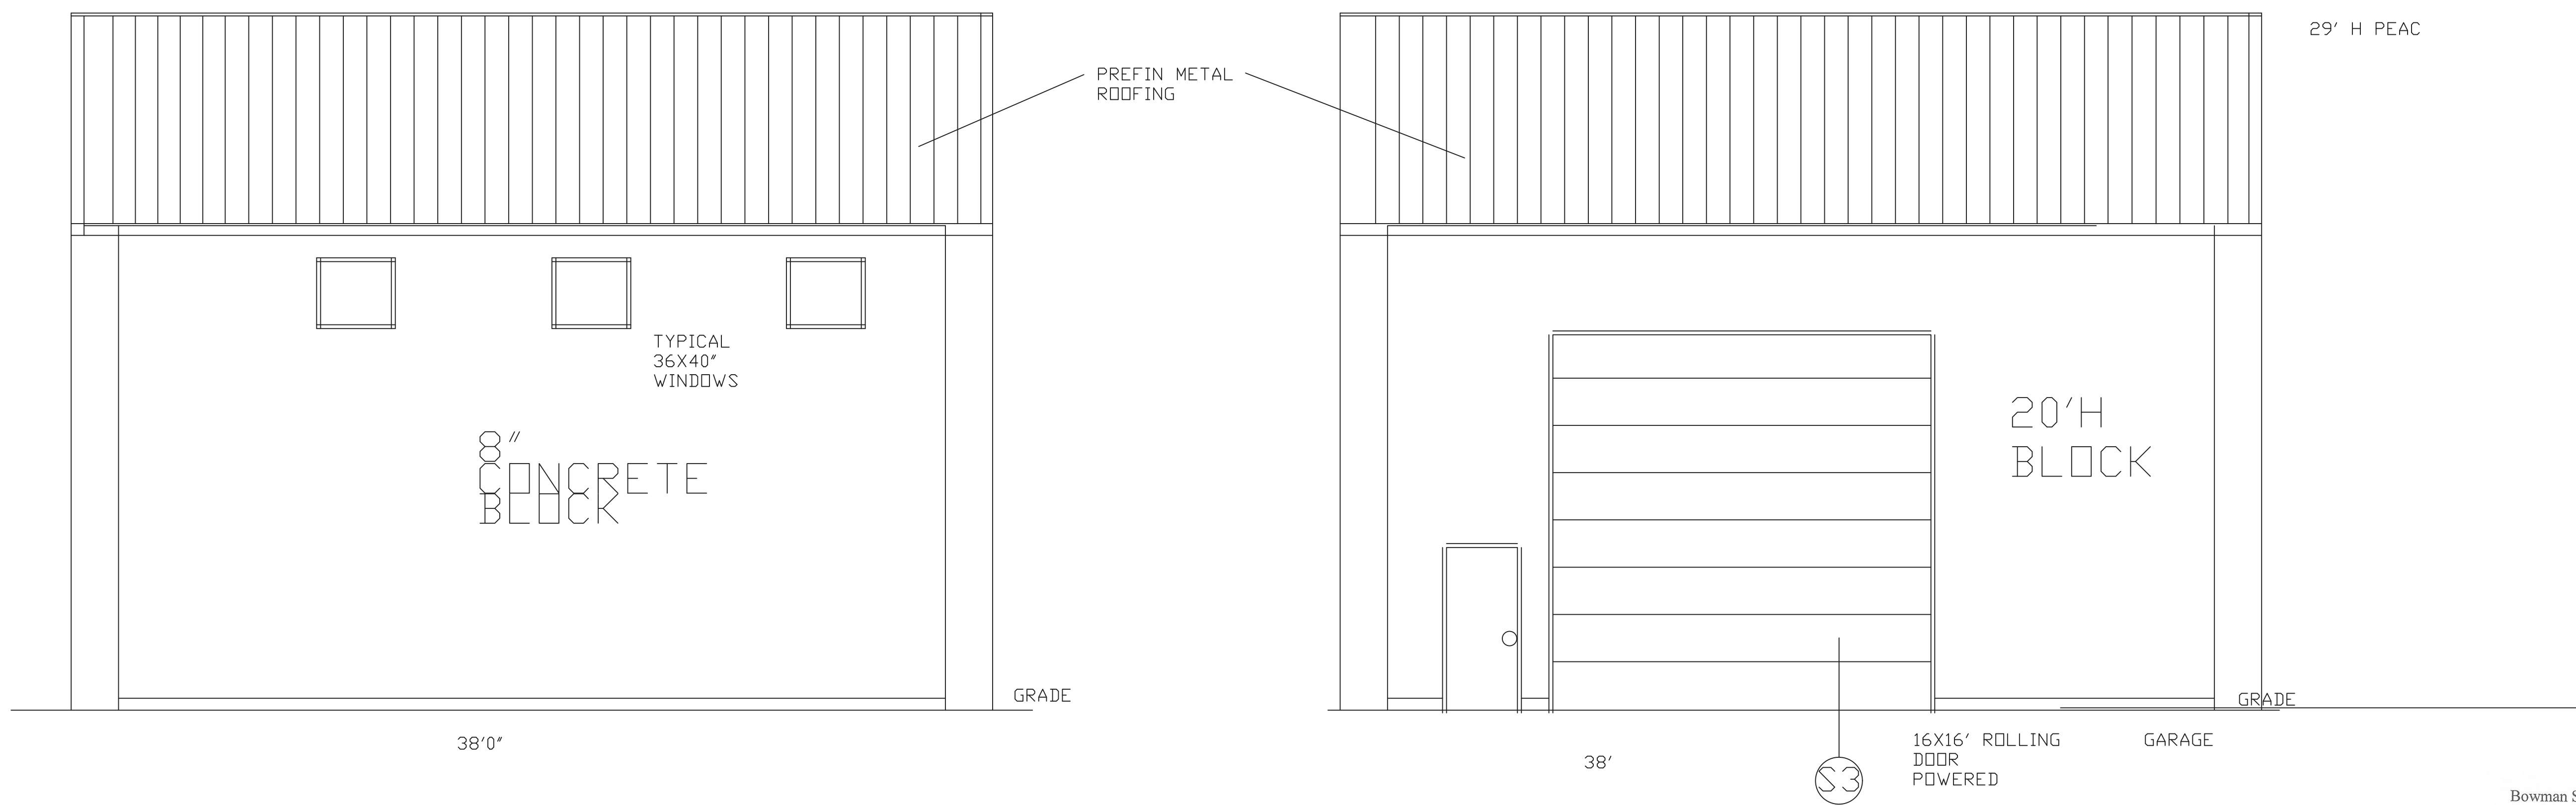 29' H PEAC
PREFIN METAL
ROOFING
TYPICAL
36X40"
WINDOWS
8"
CONCRETE
BLOCK
20'H
BLOCK
GRADE
GRADE
38'0"
38'
16X16' ROLLING
DOOR
POWERED
GARAGE
S3
Bowman S